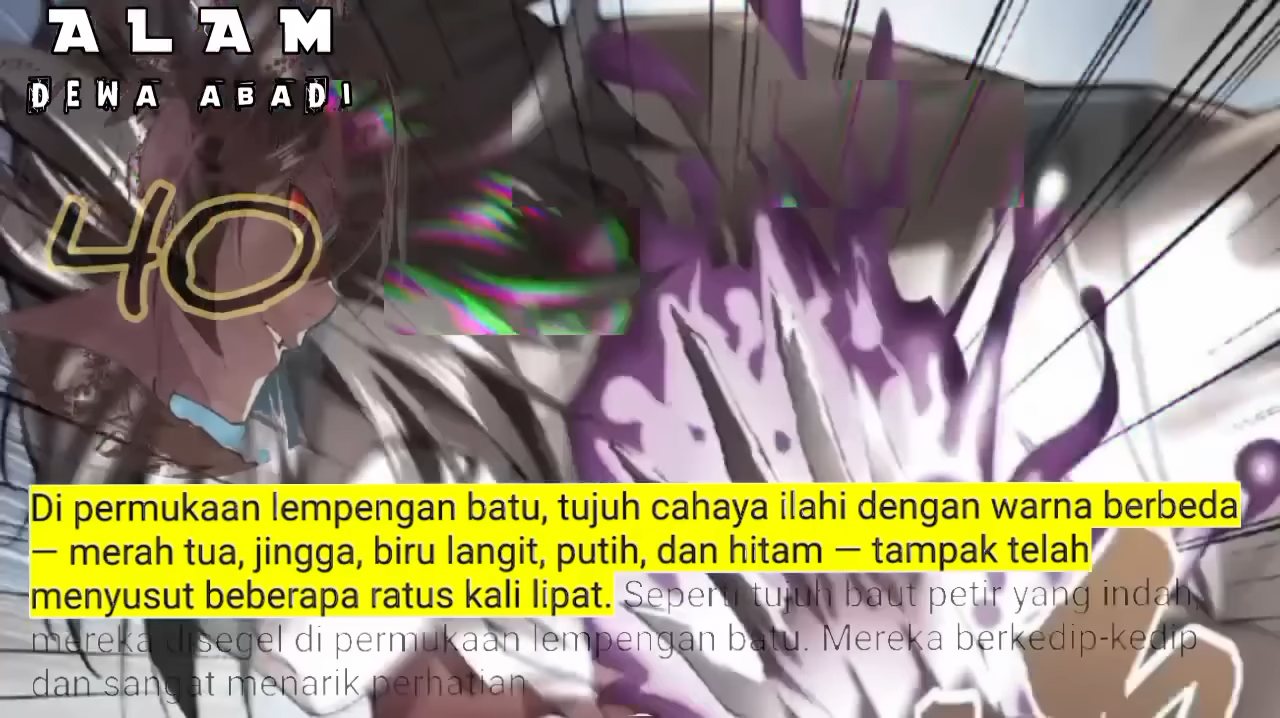 ALAM
DEWA ABADI
40
Di permukaan lempengan batu, tujuh cahaya ilahi dengan warna berbeda
— merah tua, jingga, biru langit, putih, dan hitam — tampak telah
menyusut beberapa ratus kali lipat. Seperti tujuh baut petir yang indah,
mereka disegel di permukaan lempengan batu. Mereka berkedip-kedip
dan sangat menarik perhatian